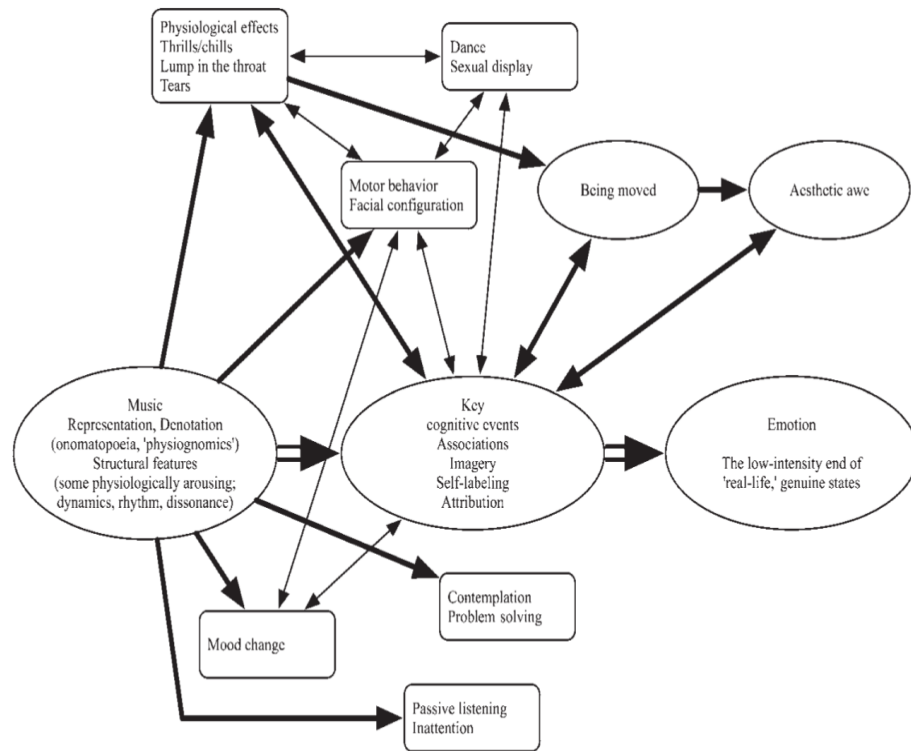 Physiological effects
Thrills/chills
Lump in the throat
Tears
Dance
Sexual display
Motor behavior
Facial configuration
Being moved
Aesthetic awe
Music
Representation, Denotation
(onomatopoeia, 'physiognomics')
Structural features
(some physiologically arousing;
dynamics, rhythm, dissonance)
Key
cognitive events
Associations
Imagery
Self-labeling
Attribution
Emotion
The low-intensity end of
'real-life,' genuine states
Contemplation
Problem solving
Mood change
Passive listening
Inattention